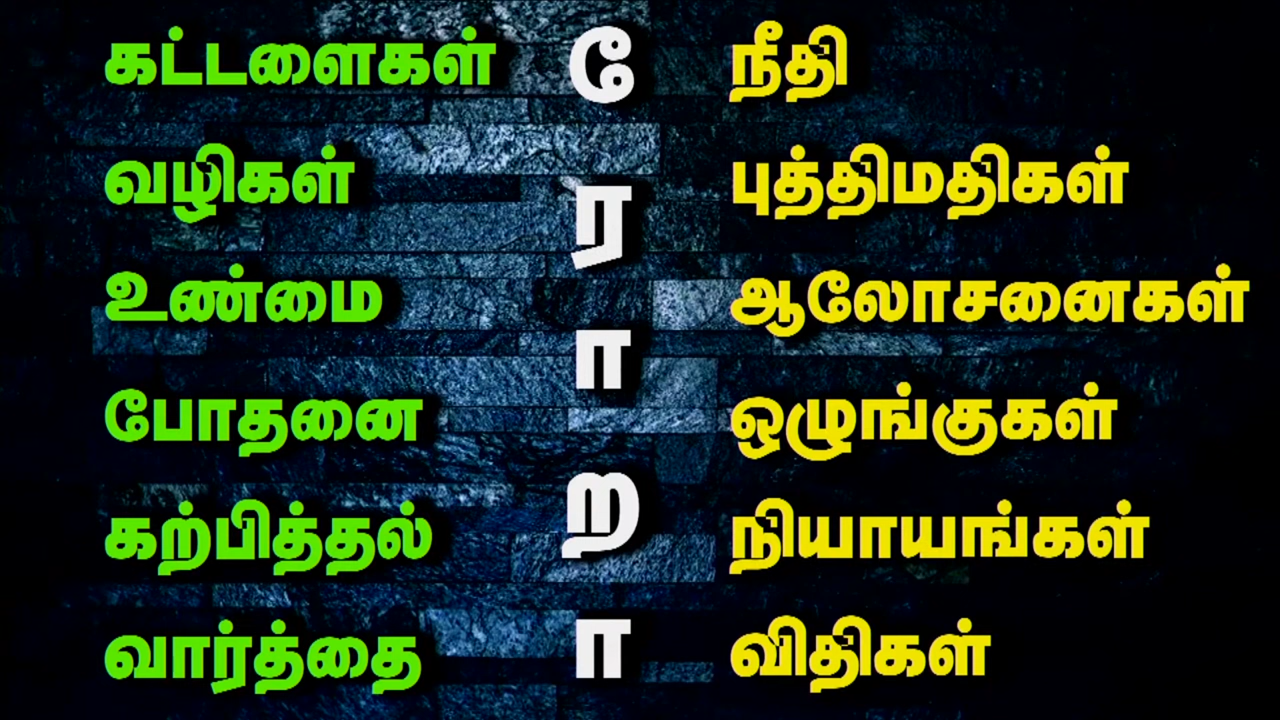 கட்டளைகள்
வழிகள்
உண்மை
போதனை
கற்பித்தல்
வார்த்தை
ே
ர
ா
ற
ா
நீதி
புத்திமதிகள்
ஆலோசனைகள்
ஒழுங்குகள்
நியாயங்கள்
விதிகள்